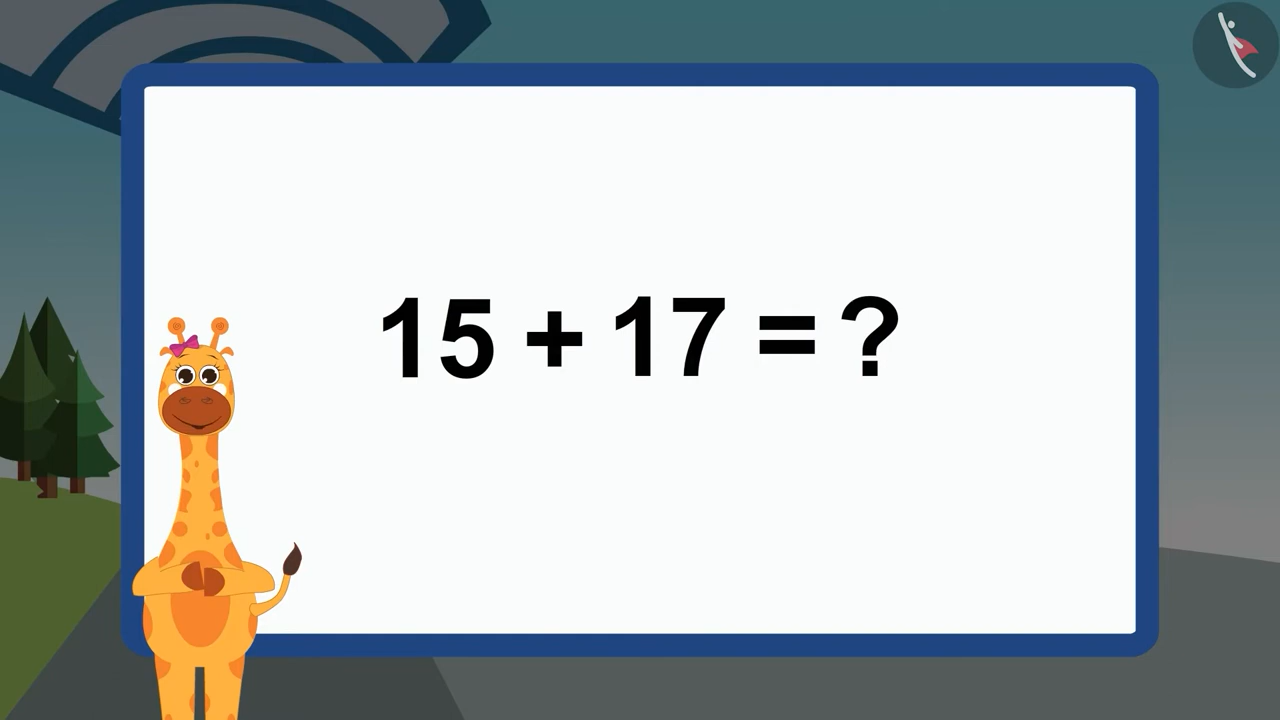 15 + 17 = ?